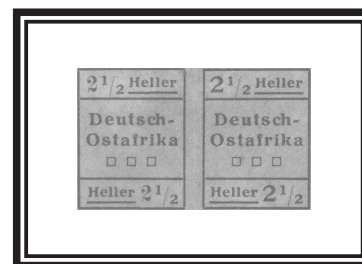 2 1/2 Heller
Deutsch-
Ostafrika
Heller 2 1/2
2 1/2 Heller
Deutsch-
Ostafrika
Heller 2 1/2